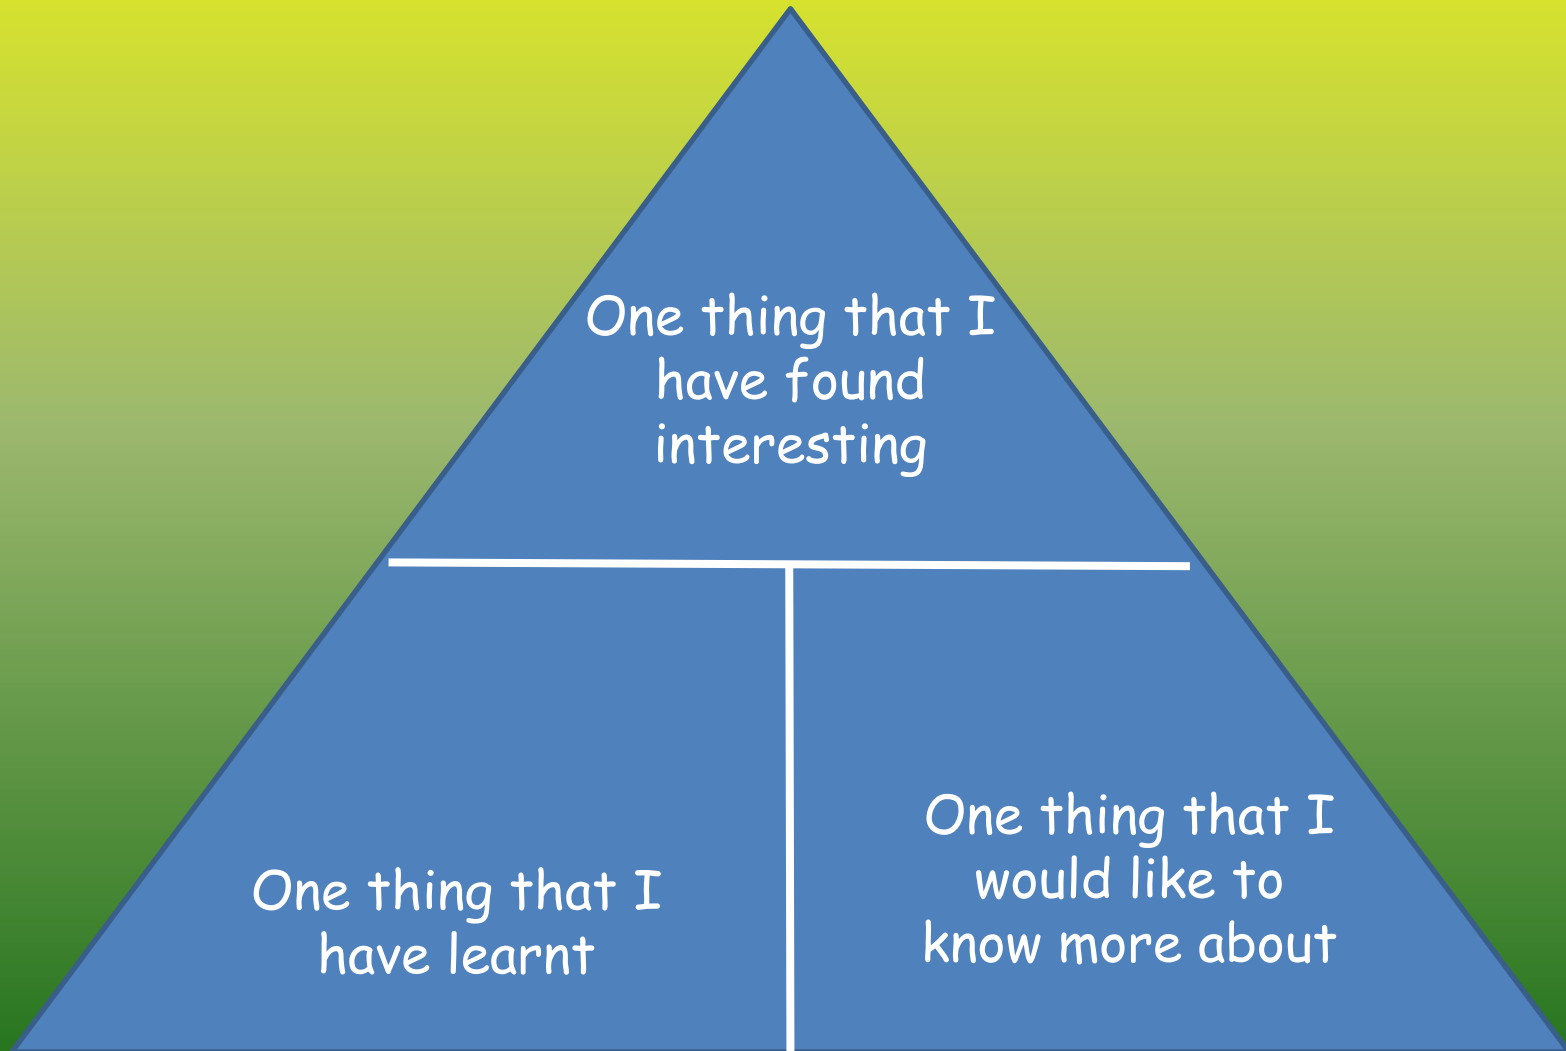 One thing that I
have found
interesting
One thing that I
have learnt
One thing that I
would like to
know more about